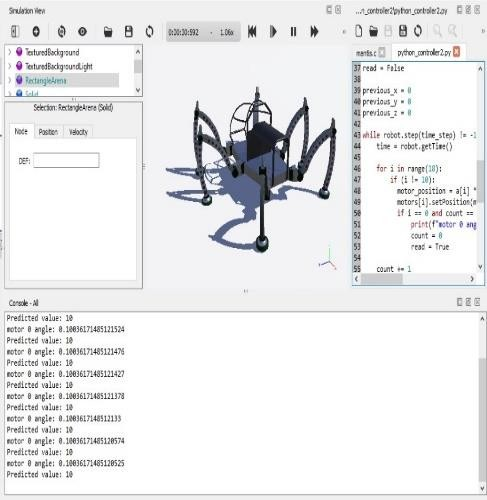 Simulation View
...n_controller2\python_controller2.py
0:00:30:592 - 1.06x
mantis.c python_controller2.py
TexturedBackground
TexturedBackgroundLight
RectangleArena
Solid
Selection: RectangleArena (Solid)
Node Position Velocity
DEF:
37 read = False
38
39 previous_x = 0
40 previous_y = 0
41 previous_z = 0
42
43 while robot.step(time_step) != -1
44 time = robot.getTime()
45
46 for i in range(18):
47 if (i != 10):
48 motor_position = a[i] *
49 motors[i].setPosition(m
50 if i == 0 and count ==
51 print(f"motor 0 ang
52 count = 0
53 read = True
54
55 count += 1
Console - All
Predicted value: 10
motor 0 angle: 0.10036171485121524
Predicted value: 10
motor 0 angle: 0.10036171485121476
Predicted value: 10
motor 0 angle: 0.10036171485121427
Predicted value: 10
motor 0 angle: 0.10036171485121378
Predicted value: 10
motor 0 angle: 0.1003617148512133
Predicted value: 10
motor 0 angle: 0.10036171485120574
Predicted value: 10
motor 0 angle: 0.10036171485120525
Predicted value: 10